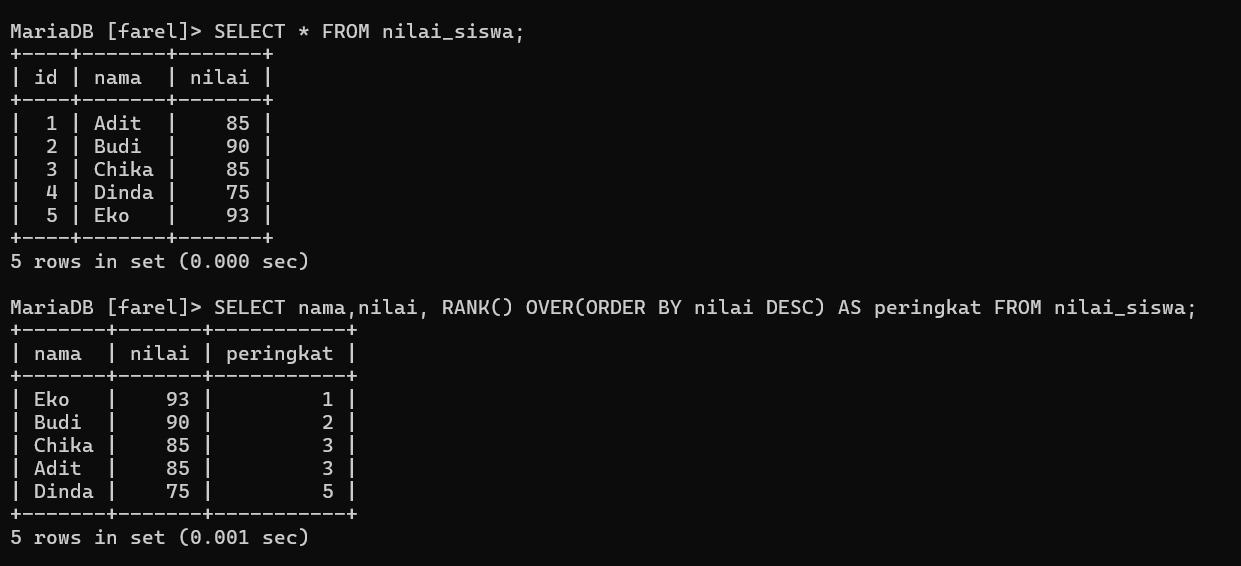 MariaDB [farel]> SELECT * FROM nilai_siswa;
+----+-------+-------+
| id | nama  | nilai |
+----+-------+-------+
|  1 | Adit  |    85 |
|  2 | Budi  |    90 |
|  3 | Chika |    85 |
|  4 | Dinda |    75 |
|  5 | Eko   |    93 |
+----+-------+-------+
5 rows in set (0.000 sec)

MariaDB [farel]> SELECT nama,nilai, RANK() OVER(ORDER BY nilai DESC) AS peringkat FROM nilai_siswa;
+-------+-------+-----------+
| nama  | nilai | peringkat |
+-------+-------+-----------+
| Eko   |    93 |         1 |
| Budi  |    90 |         2 |
| Chika |    85 |         3 |
| Adit  |    85 |         3 |
| Dinda |    75 |         5 |
+-------+-------+-----------+
5 rows in set (0.001 sec)